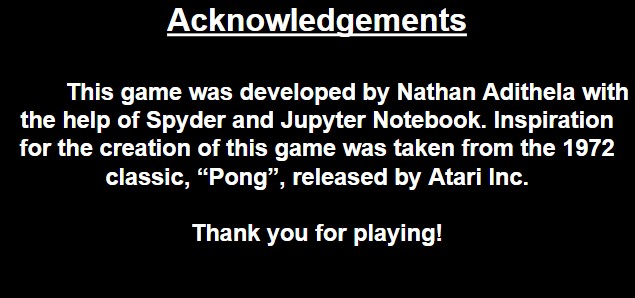 Acknowledgements
This game was developed by Nathan Adithela with
the help of Spyder and Jupyter Notebook. Inspiration
for the creation of this game was taken from the 1972
classic, “Pong”, released by Atari Inc.
Thank you for playing!